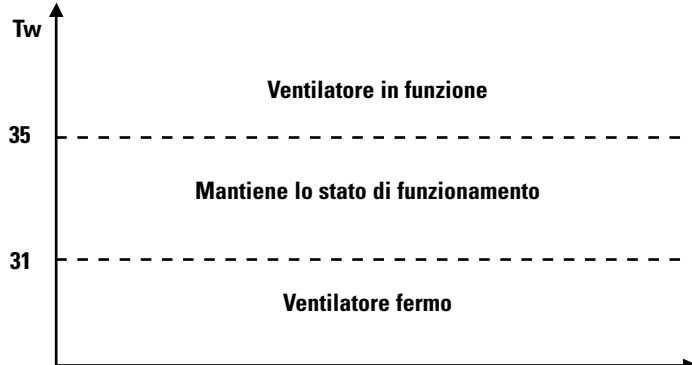 Tw
Ventilatore in funzione
35
Mantiene lo stato di funzionamento
31
Ventilatore fermo